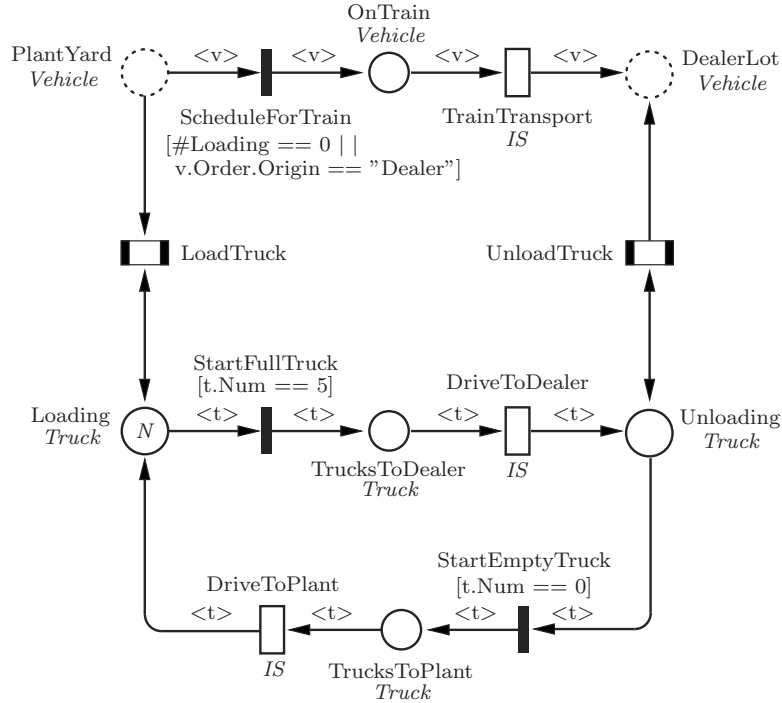 OnTrain
Vehicle
PlantYard
Vehicle
<v>
<v>
<v>
<v>
DealerLot
Vehicle
ScheduleForTrain
[#Loading == 0 | |
v.Order.Origin == ”Dealer”]
TrainTransport
IS
LoadTruck
UnloadTruck
StartFullTruck
[t.Num == 5]
DriveToDealer
Loading
Truck
N
<t>
<t>
<t>
<t>
Unloading
Truck
TrucksToDealer
Truck
IS
StartEmptyTruck
[t.Num == 0]
DriveToPlant
<t>
<t>
<t>
<t>
IS
TrucksToPlant
Truck